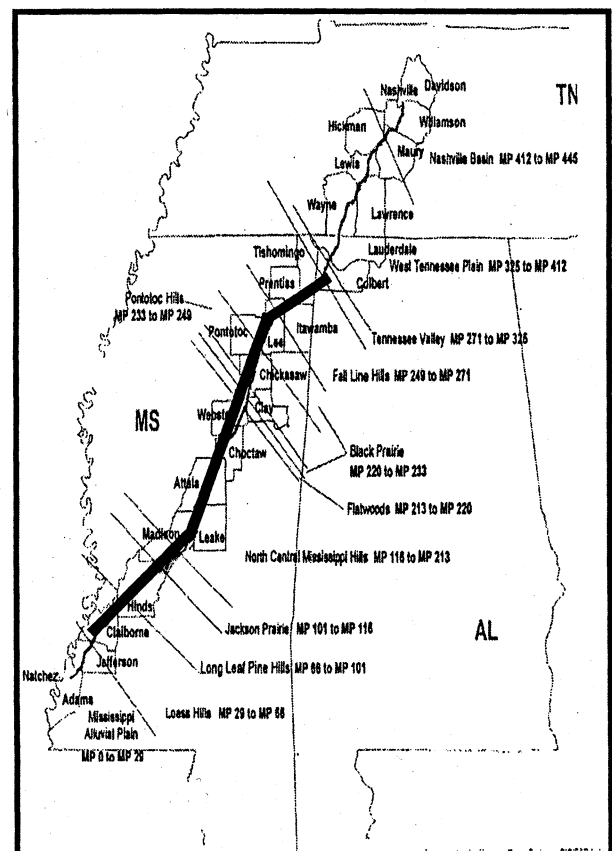 Davidson
Nashville
TN
Williamson
Hickman
Maury
Nashville Basin MP 412 to MP 445
Lewis
Wayne
Lawrence
Tishomingo
Lauderdale
West Tennessee Plain MP 325 to MP 412
Prentiss
Colbert
Pontotoc Hills
MP 233 to MP 249
Itawamba
Pontotoc
Lee
Tennessee Valley MP 271 to MP 325
Chickasaw
Fall Line Hills MP 249 to MP 271
MS
Clay
Choctaw
Black Prairie
MP 220 to MP 233
Attala
Flatwoods MP 213 to MP 220
Madison
Leake
North Central Mississippi Hills MP 116 to MP 213
Hinds
Jackson Prairie MP 101 to MP 116
AL
Claiborne
Jefferson
Long Leaf Pine Hills MP 66 to MP 101
Natchez
Adams
Loess Hills MP 29 to MP 66
Mississippi
Alluvial Plain
MP 0 to MP 29